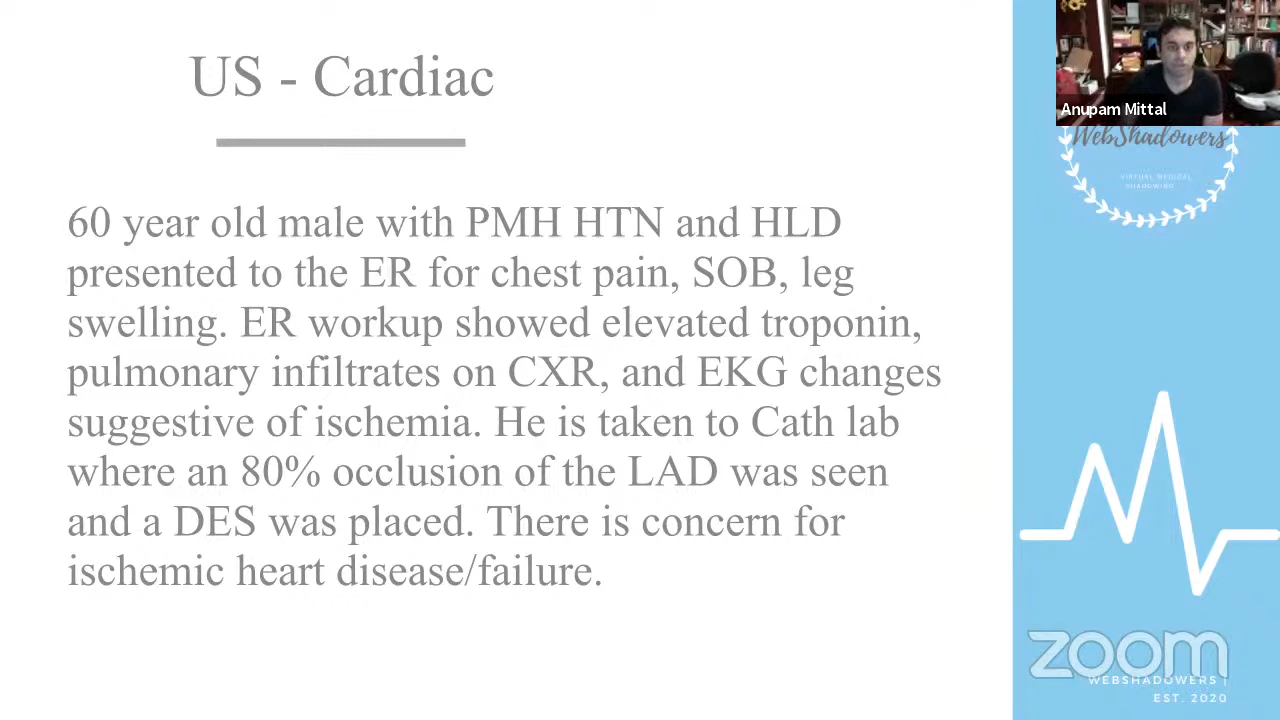 US - Cardiac
60 year old male with PMH HTN and HLD
presented to the ER for chest pain, SOB, leg
swelling. ER workup showed elevated troponin,
pulmonary infiltrates on CXR, and EKG changes
suggestive of ischemia. He is taken to Cath lab
where an 80% occlusion of the LAD was seen
and a DES was placed. There is concern for
ischemic heart disease/failure.
Anupam Mittal
WebShadowers
VIRTUAL MEDICAL
SHADOWING
zoom
WEBSHADOWERS |
EST. 2020